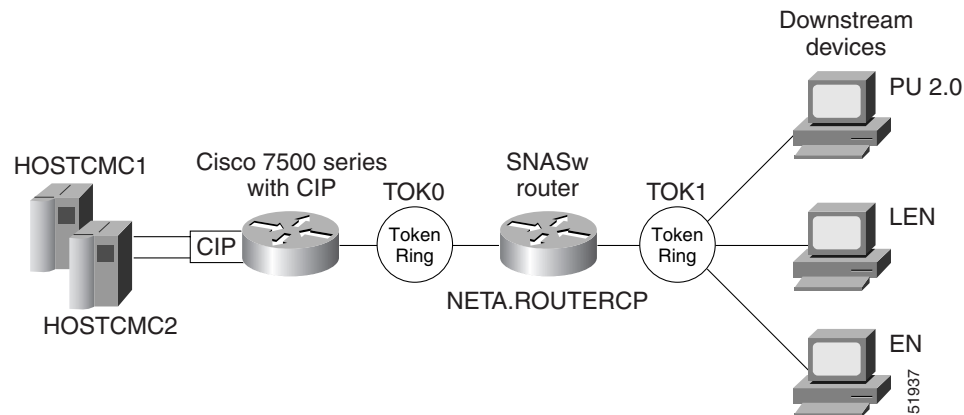 Downstream
devices
PU 2.0
HOSTCMC1
Cisco 7500 series
with CIP
TOK0
SNASw
router
TOK1
CIP
Token
Ring
Token
Ring
LEN
NETA.ROUTERCP
HOSTCMC2
EN
51937